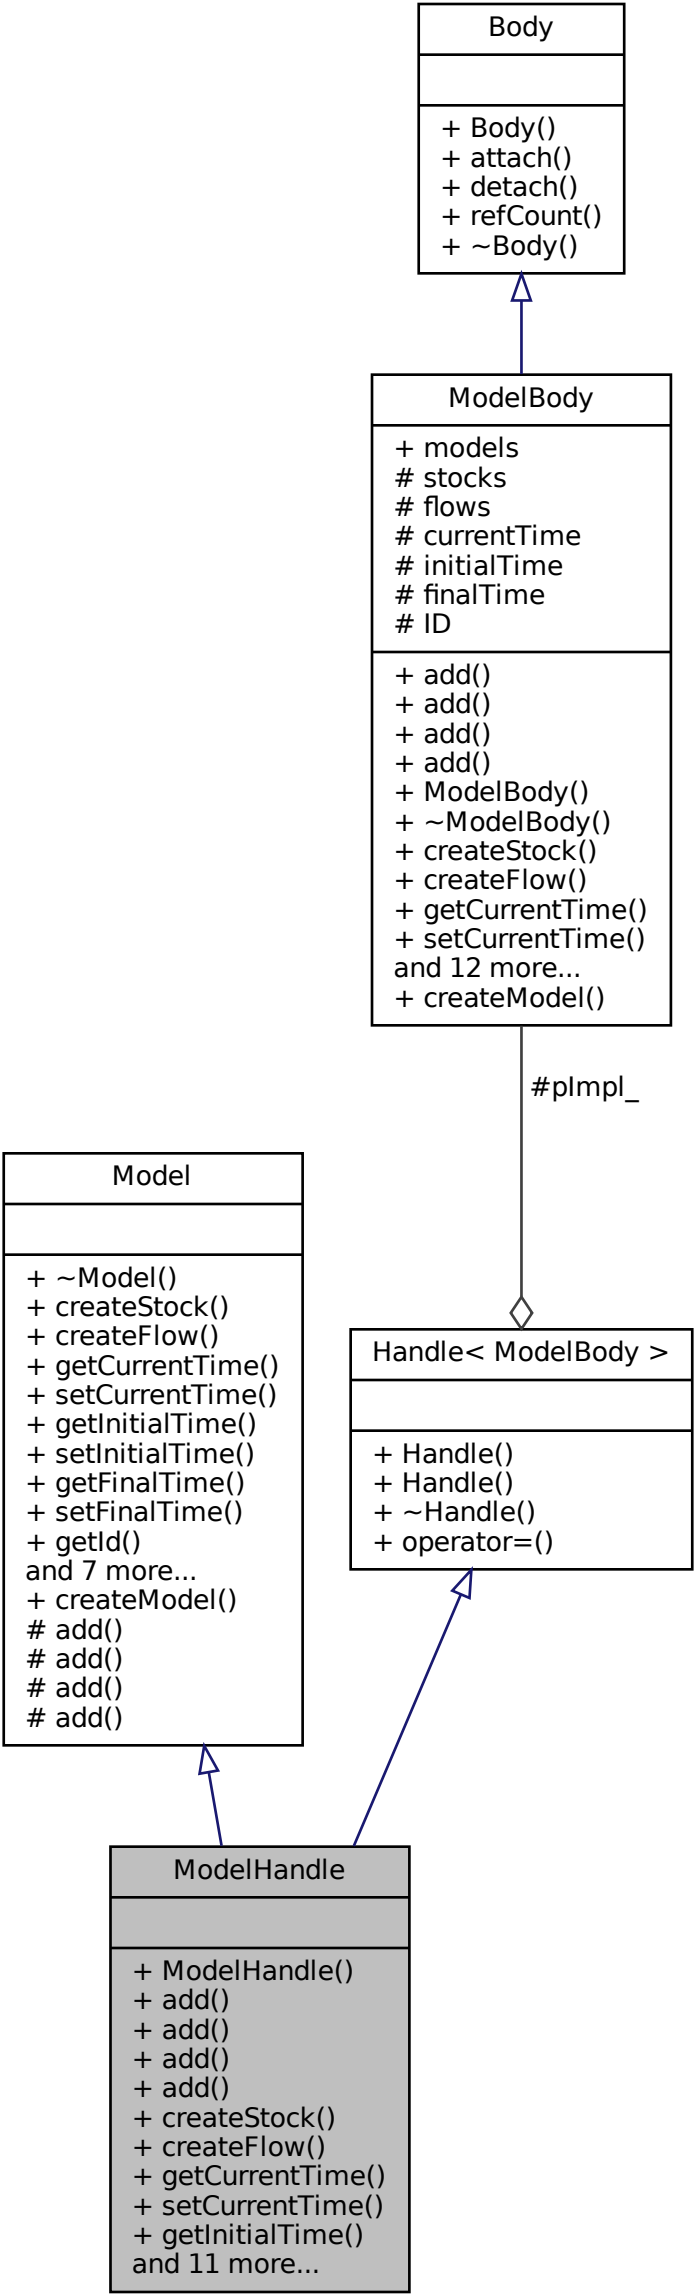 Body
+ Body()
+ attach()
+ detach()
+ refCount()
+ ~Body()
ModelBody
+ models
# stocks
# flows
# currentTime
# initialTime
# finalTime
# ID
+ add()
+ add()
+ add()
+ add()
+ ModelBody()
+ ~ModelBody()
+ createStock()
+ createFlow()
+ getCurrentTime()
+ setCurrentTime()
and 12 more...
+ createModel()
#pImpl_
Model
+ ~Model()
+ createStock()
+ createFlow()
+ getCurrentTime()
+ setCurrentTime()
+ getInitialTime()
+ setInitialTime()
+ getFinalTime()
+ setFinalTime()
+ getId()
and 7 more...
+ createModel()
# add()
# add()
# add()
# add()
Handle< ModelBody >
+ Handle()
+ Handle()
+ ~Handle()
+ operator=()
ModelHandle
+ ModelHandle()
+ add()
+ add()
+ add()
+ add()
+ createStock()
+ createFlow()
+ getCurrentTime()
+ setCurrentTime()
+ getInitialTime()
and 11 more...